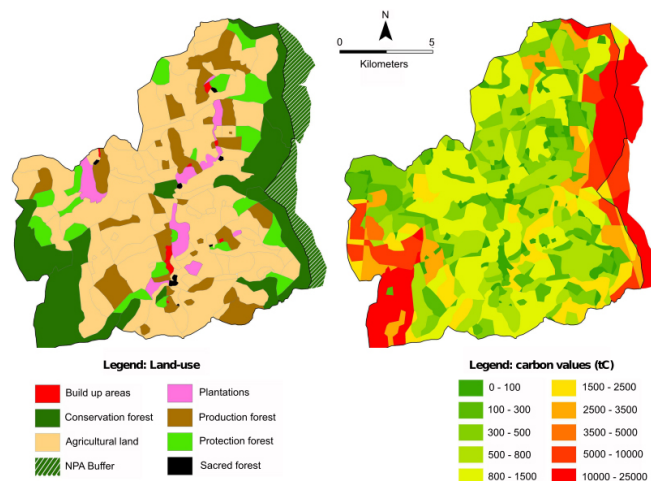 N
0 5
Kilometers
Legend: Land-use
Build up areas
Conservation forest
Agricultural land
NPA Buffer
Plantations
Production forest
Protection forest
Sacred forest
Legend: carbon values (tC)
0 - 100
100 - 300
300 - 500
500 - 800
800 - 1500
1500 - 2500
2500 - 3500
3500 - 5000
5000 - 10000
10000 - 25000